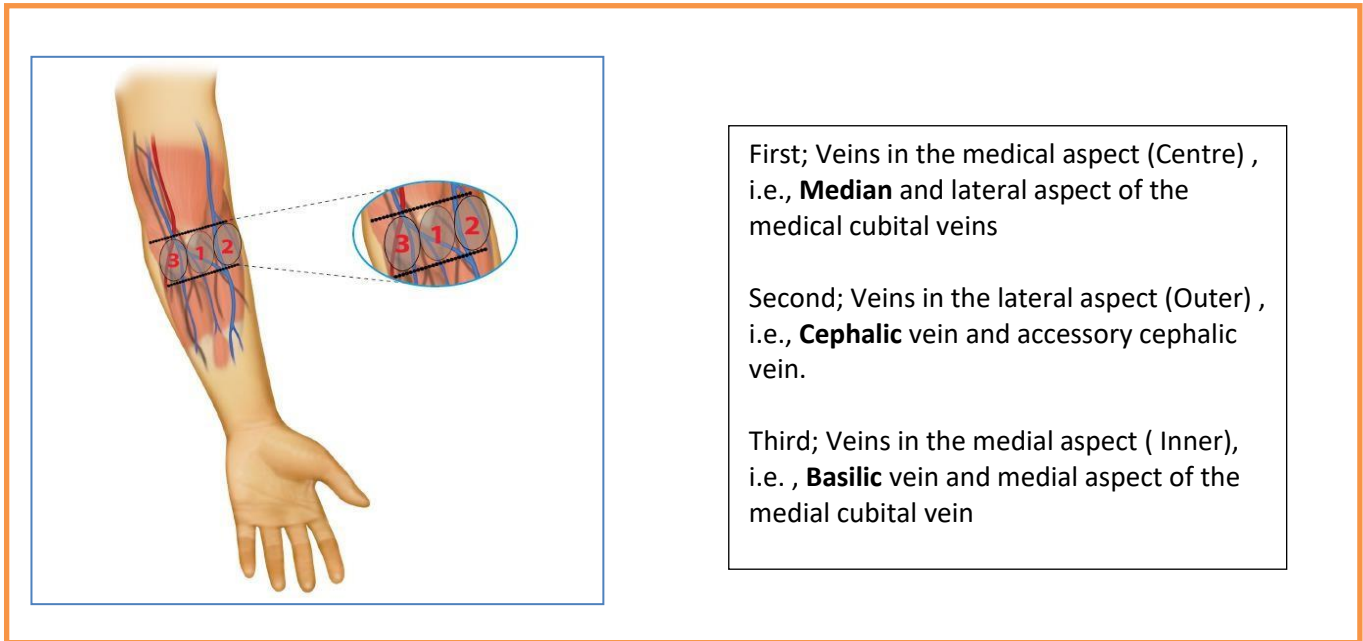 3 1 2
3 1 2
First; Veins in the medical aspect (Centre) ,
i.e., Median and lateral aspect of the
medical cubital veins
Second; Veins in the lateral aspect (Outer) ,
i.e., Cephalic vein and accessory cephalic
vein.
Third; Veins in the medial aspect ( Inner),
i.e. , Basilic vein and medial aspect of the
medial cubital vein